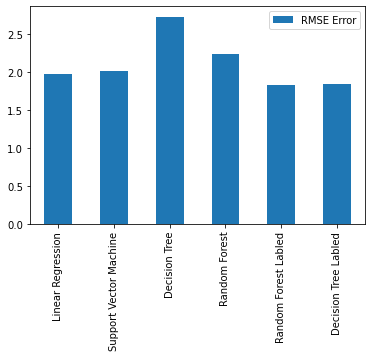 RMSE Error
2.5
2.0
1.5
1.0
0.5
0.0
Linear Regression
Support Vector Machine
Decision Tree
Random Forest
Random Forest Labled
Decision Tree Labled